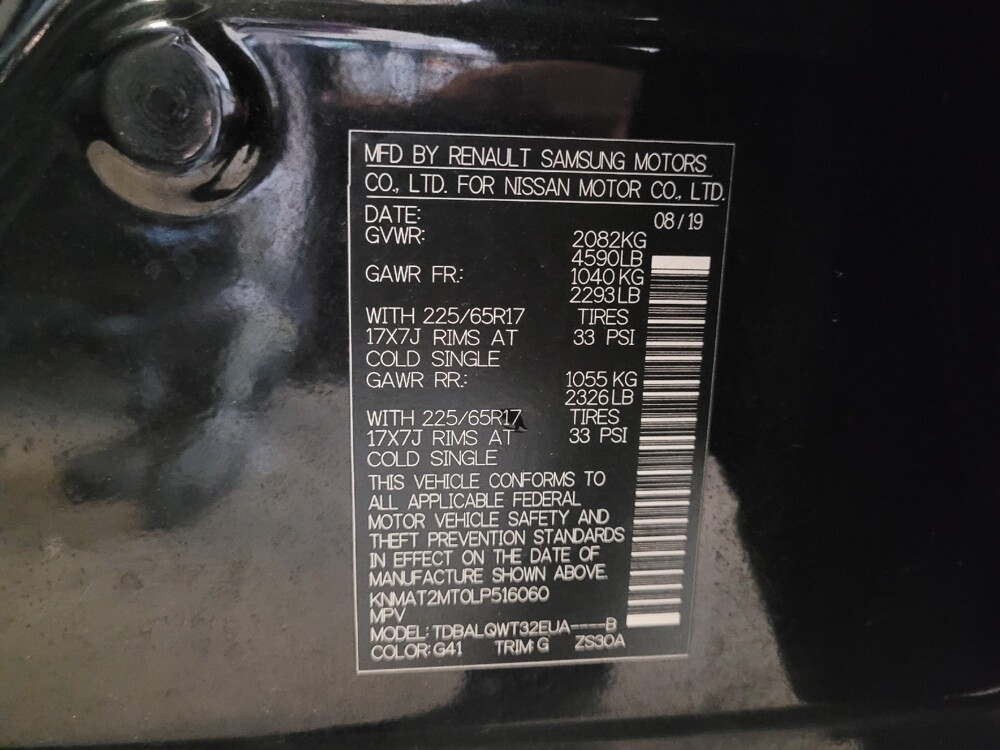 MFD BY RENAULT SAMSUNG MOTORS
CO., LTD. FOR NISSAN MOTOR CO., LTD.
DATE: 08/19
GVWR: 2082KG
4590LB
GAWR FR.: 1040 KG
2293LB
WITH 225/65R17 TIRES
17X7J RIMS AT 33 PSI
COLD SINGLE
GAWR RR.: 1055 KG
2326LB
WITH 225/65R17 TIRES
17X7J RIMS AT 33 PSI
COLD SINGLE
THIS VEHICLE CONFORMS TO
ALL APPLICABLE FEDERAL
MOTOR VEHICLE SAFETY AND
THEFT PREVENTION STANDARDS
IN EFFECT ON THE DATE OF
MANUFACTURE SHOWN ABOVE.
KNMAT2MT0LP516060
MPV
MODEL: TDBALQWT32EUA----B
COLOR: G41 TRIM: G ZS30A